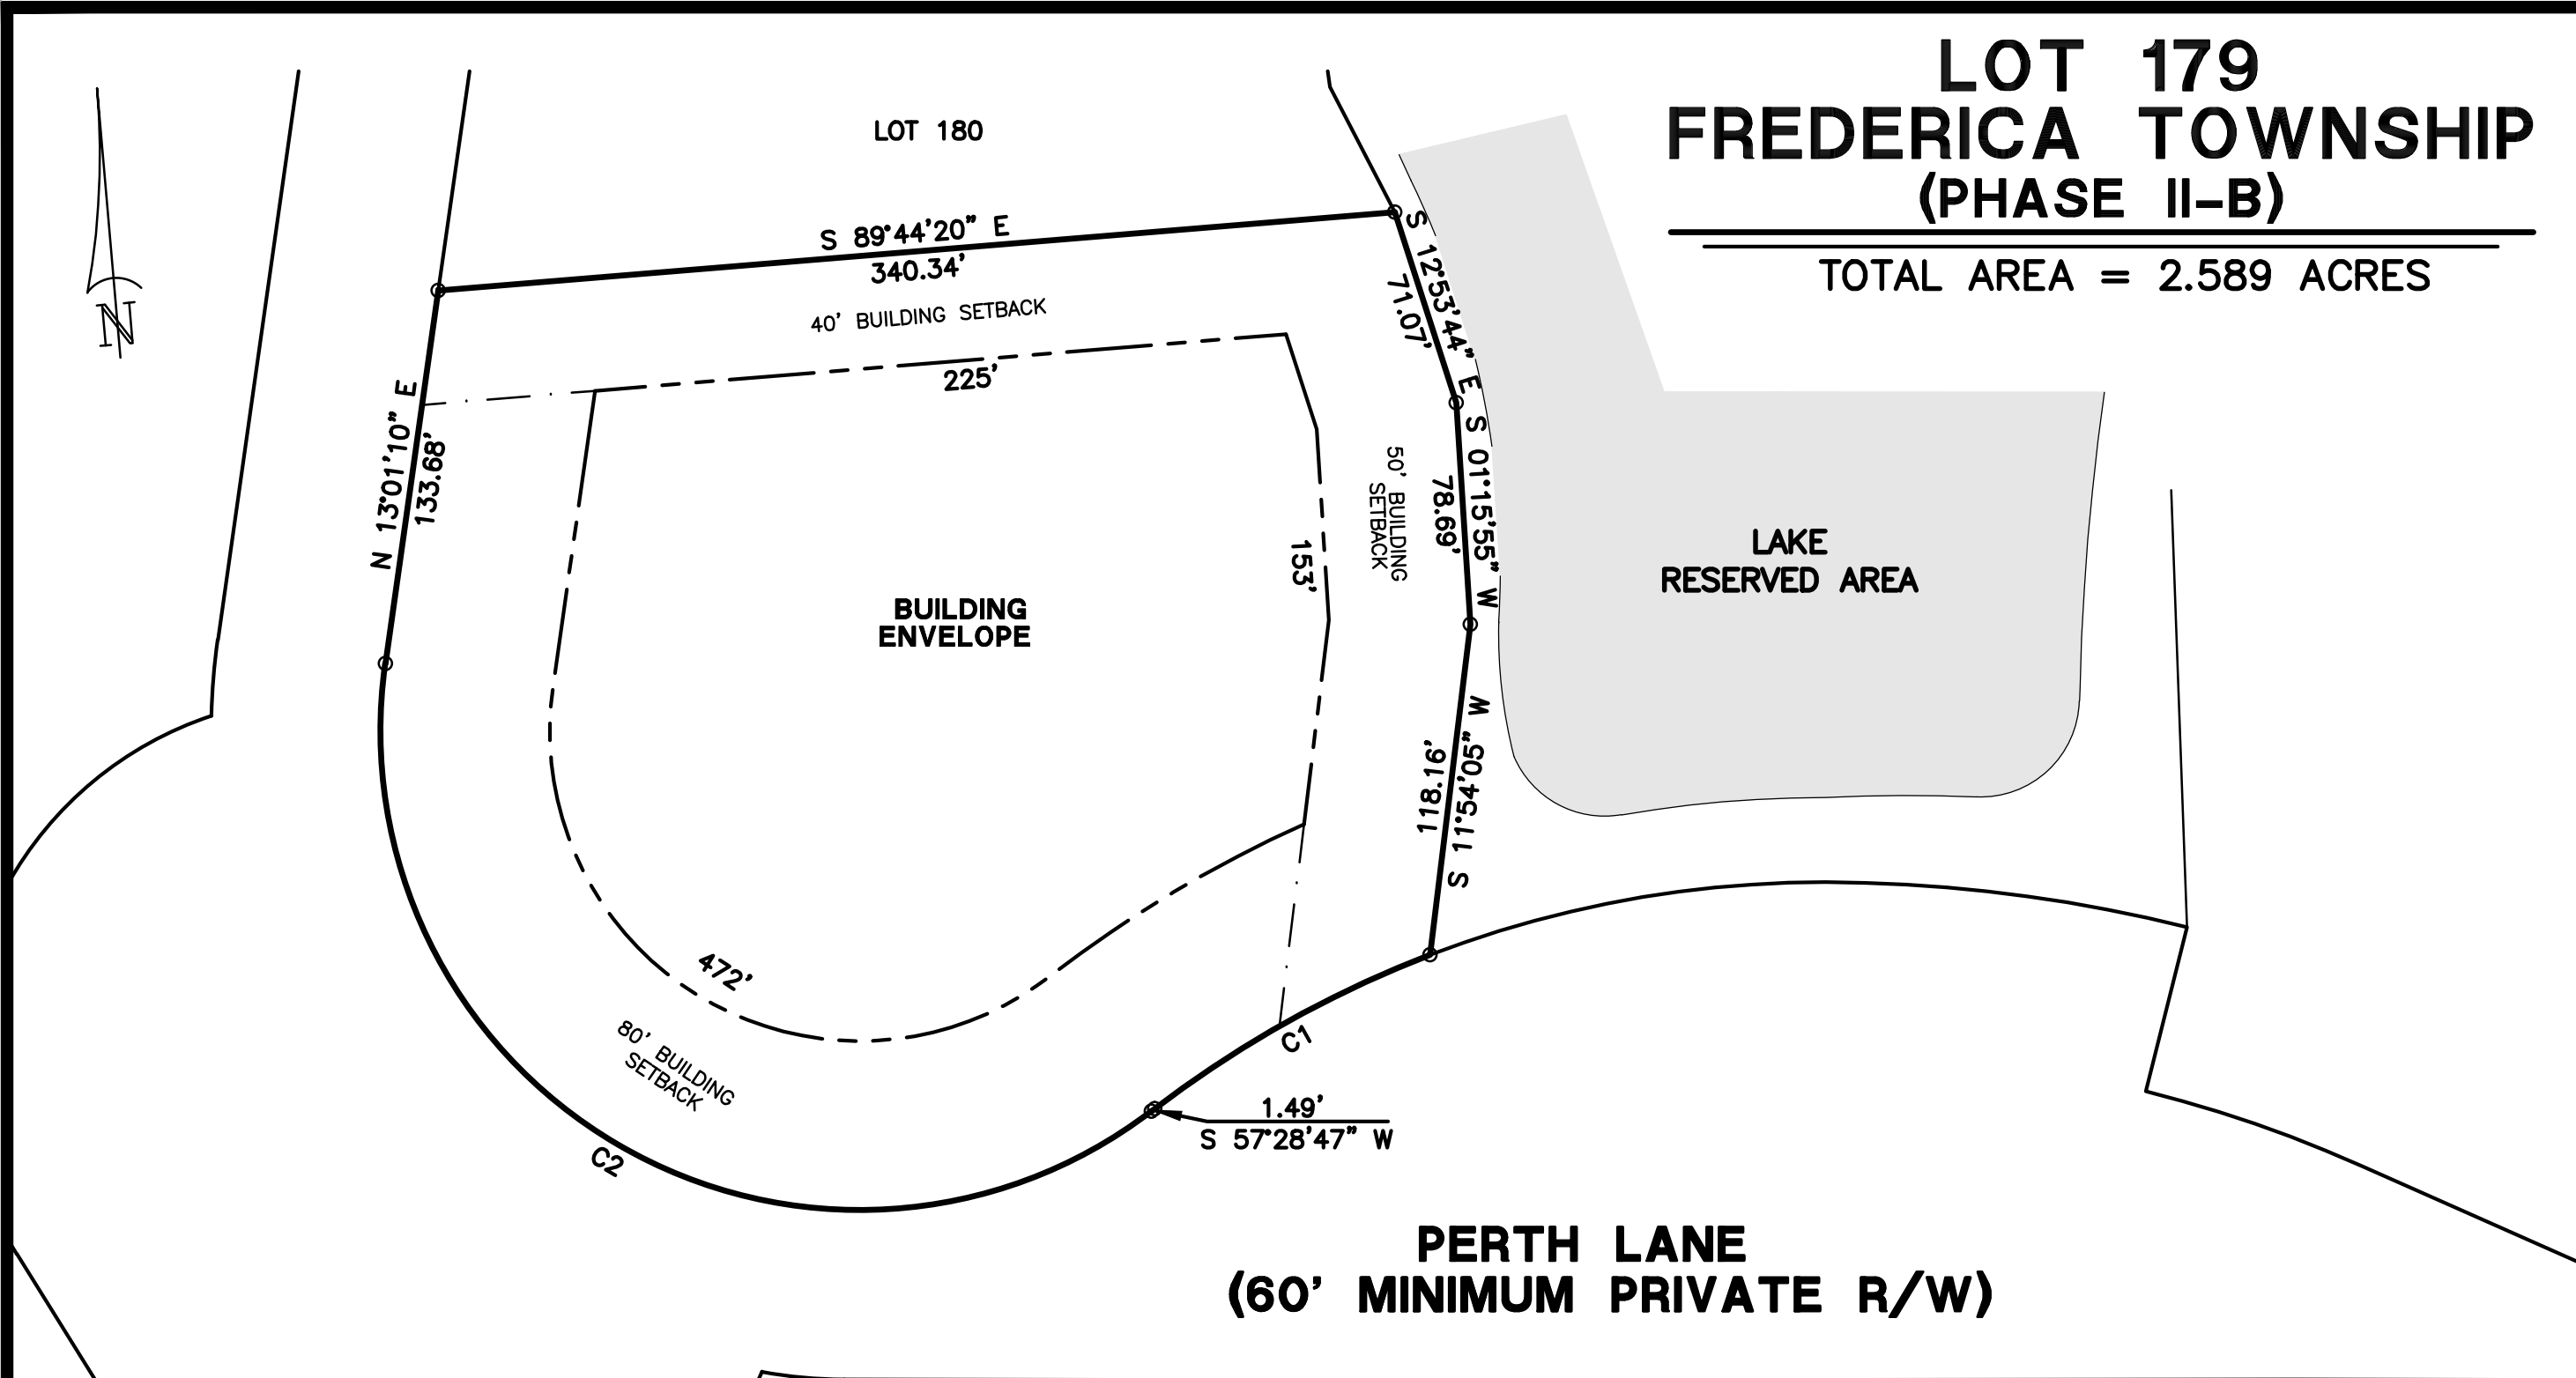 LOT 179
FREDERICA TOWNSHIP
(PHASE II-B)
TOTAL AREA = 2.589 ACRES
LOT 180
N
S 89°44'20" E
340.34'
40' BUILDING SETBACK
225'
S 12°53'44" E
71.07'
N 13°01'10" E
133.68'
S 01°15'55" W
78.69'
50' BUILDING
SETBACK
153'
LAKE
RESERVED AREA
BUILDING
ENVELOPE
118.16'
S 11°54'05" W
472'
80' BUILDING
SETBACK
C1
C2
1.49'
S 57°28'47" W
PERTH LANE
(60' MINIMUM PRIVATE R/W)